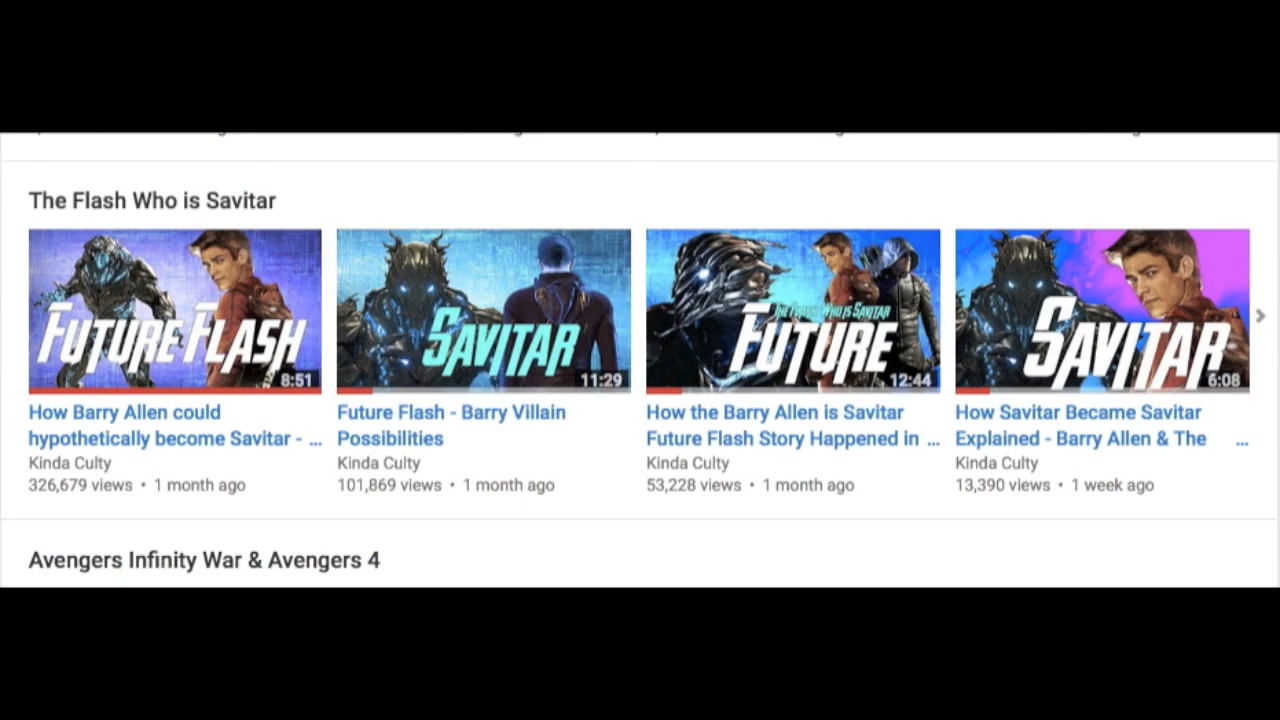 The Flash Who is Savitar
FUTURE FLASH
8:51
SAVITAR
11:29
THE FLASH WHO IS SAVITAR
FUTURE
12:44
SAVITAR
6:08
How Barry Allen could
hypothetically become Savitar - ...
Kinda Culty
326,679 views • 1 month ago
Future Flash - Barry Villain
Possibilities
Kinda Culty
101,869 views • 1 month ago
How the Barry Allen is Savitar
Future Flash Story Happened in ...
Kinda Culty
53,228 views • 1 month ago
How Savitar Became Savitar
Explained - Barry Allen & The ...
Kinda Culty
13,390 views • 1 week ago
Avengers Infinity War & Avengers 4